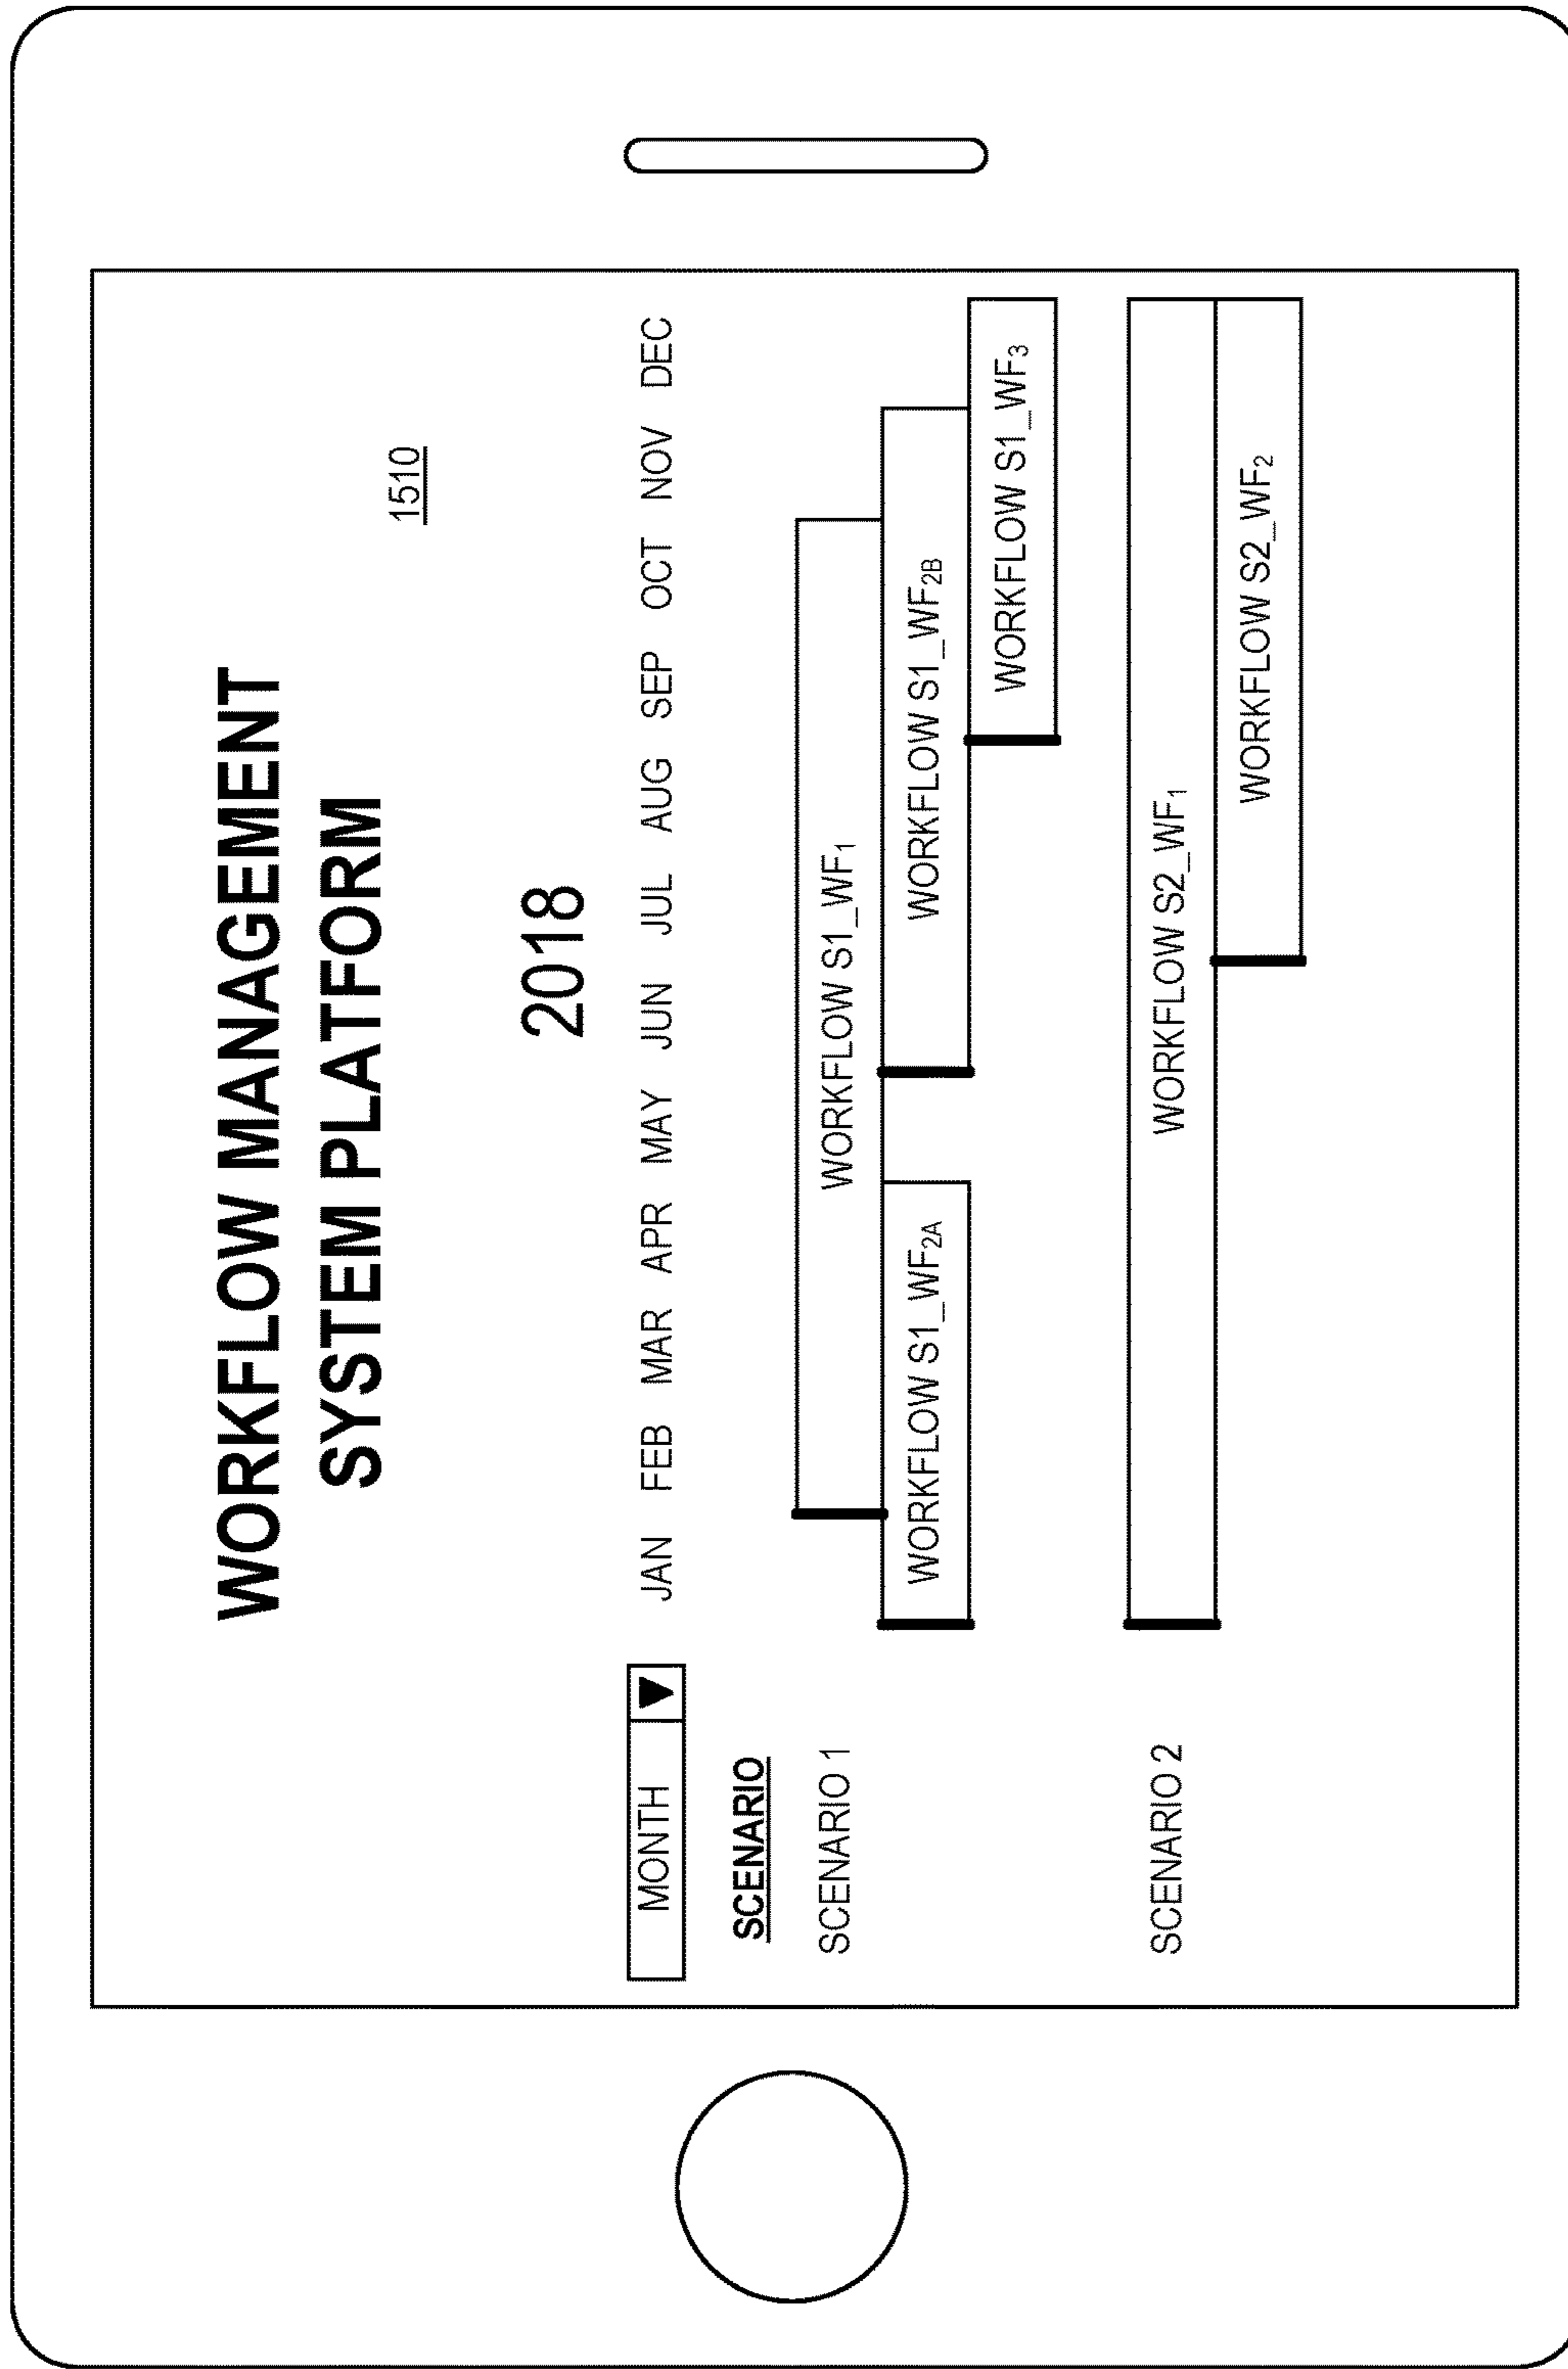 WORKFLOW MANAGEMENT
SYSTEM PLATFORM
1510
2018
MONTH ▼ JAN FEB MAR APR MAY JUN JUL AUG SEP OCT NOV DEC
SCENARIO
SCENARIO 1
WORKFLOW S1_WF1
WORKFLOW S1_WF2A
WORKFLOW S1_WF2B
WORKFLOW S1_WF3
SCENARIO 2
WORKFLOW S2_WF1
WORKFLOW S2_WF2